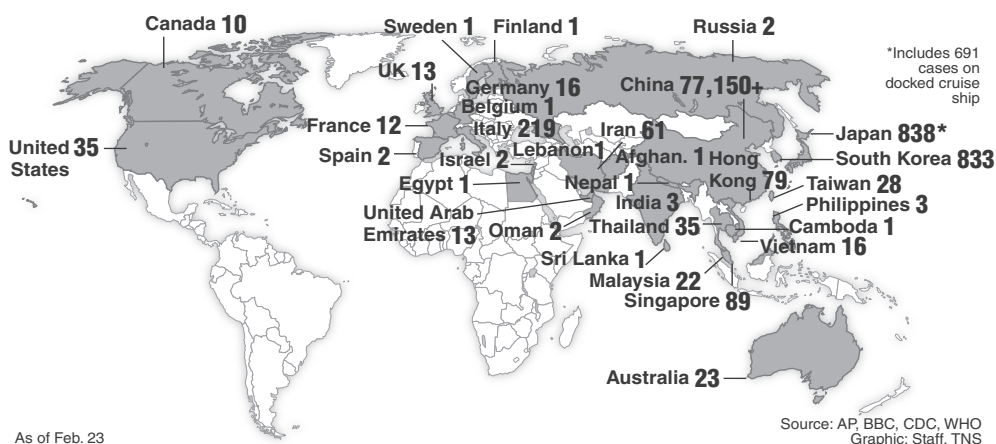 Canada 10
Sweden 1
Finland 1
Russia 2
*Includes 691
cases on
docked cruise
ship
UK 13
Germany 16
China 77,150+
Belgium 1
France 12
Italy 219
Iran 61
Japan 838*
United 35
States
Spain 2
Israel 2
Lebanon 1
Afghan. 1
Hong
Kong 79
South Korea 833
Egypt 1
Nepal 1
Taiwan 28
India 3
Philippines 3
United Arab
Emirates 13
Oman 2
Thailand 35
Camboda 1
Vietnam 16
Sri Lanka 1
Malaysia 22
Singapore 89
Australia 23
As of Feb. 23
Source: AP, BBC, CDC, WHO
Graphic: Staff, TNS